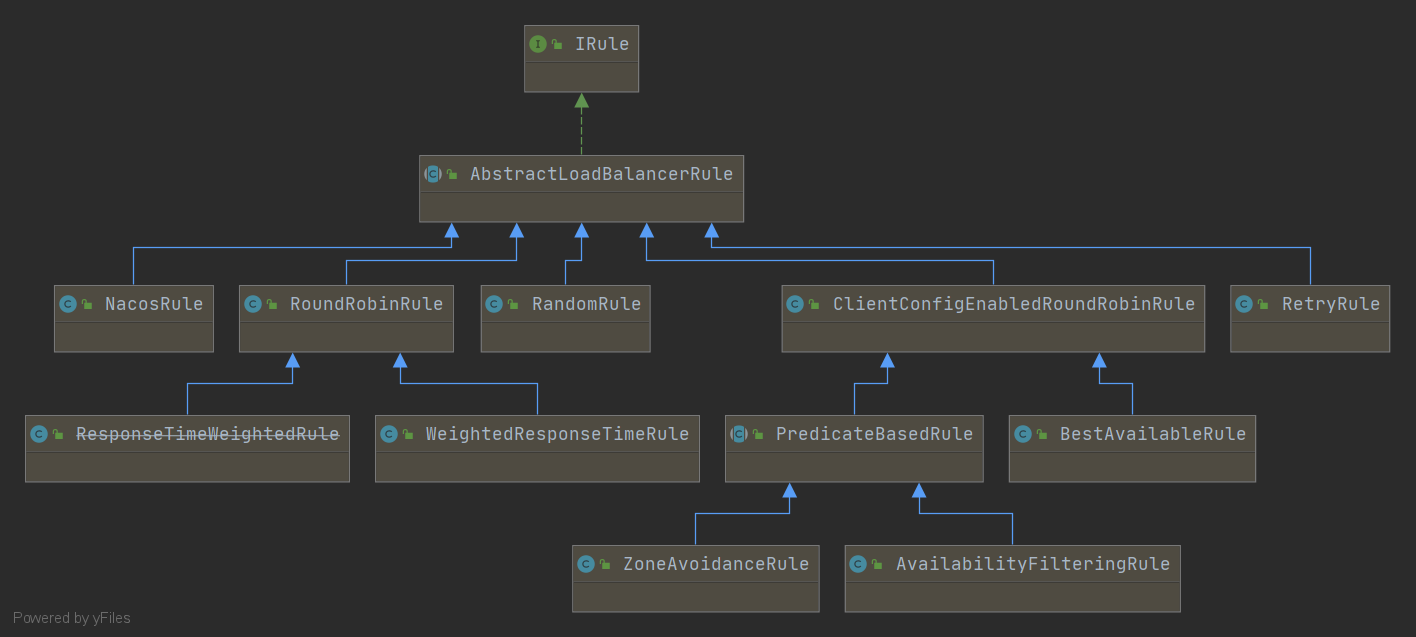 IRule
AbstractLoadBalancerRule
NacosRule
RoundRobinRule
RandomRule
ClientConfigEnabledRoundRobinRule
RetryRule
ResponseTimeWeightedRule
WeightedResponseTimeRule
PredicateBasedRule
BestAvailableRule
ZoneAvoidanceRule
AvailabilityFilteringRule
Powered by yFiles